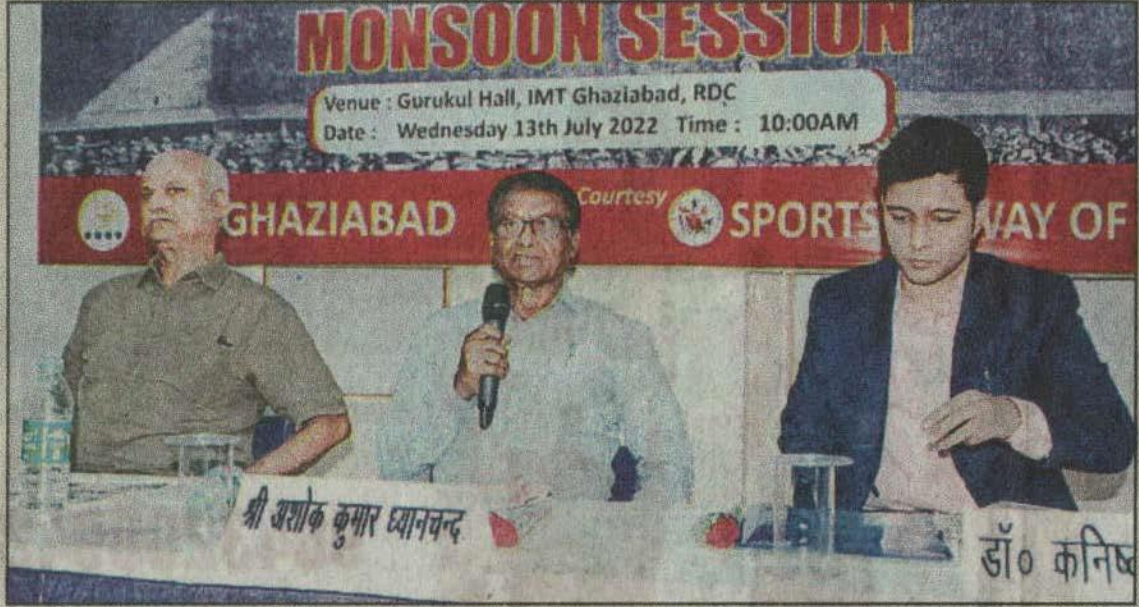 MONSOON SESSION
Venue : Gurukul Hall, IMT Ghaziabad, RDC
Date : Wednesday 13th July 2022 Time : 10:00AM
GHAZIABAD
Courtesy
SPORTS WAY OF
श्री अशोक कुमार ध्यानचन्द
डॉ० कनिष्